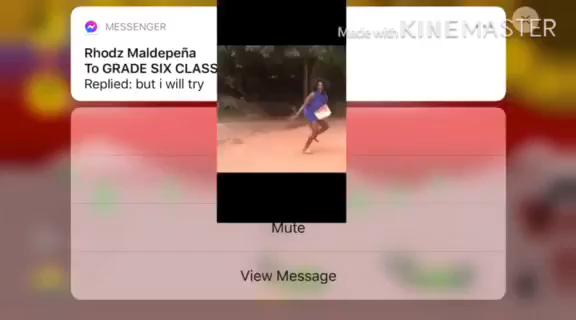 MESSENGER
Made with KINEMASTER
Rhodz Maldepeña
To GRADE SIX CLASS
Replied: but i will try
Mute
View Message